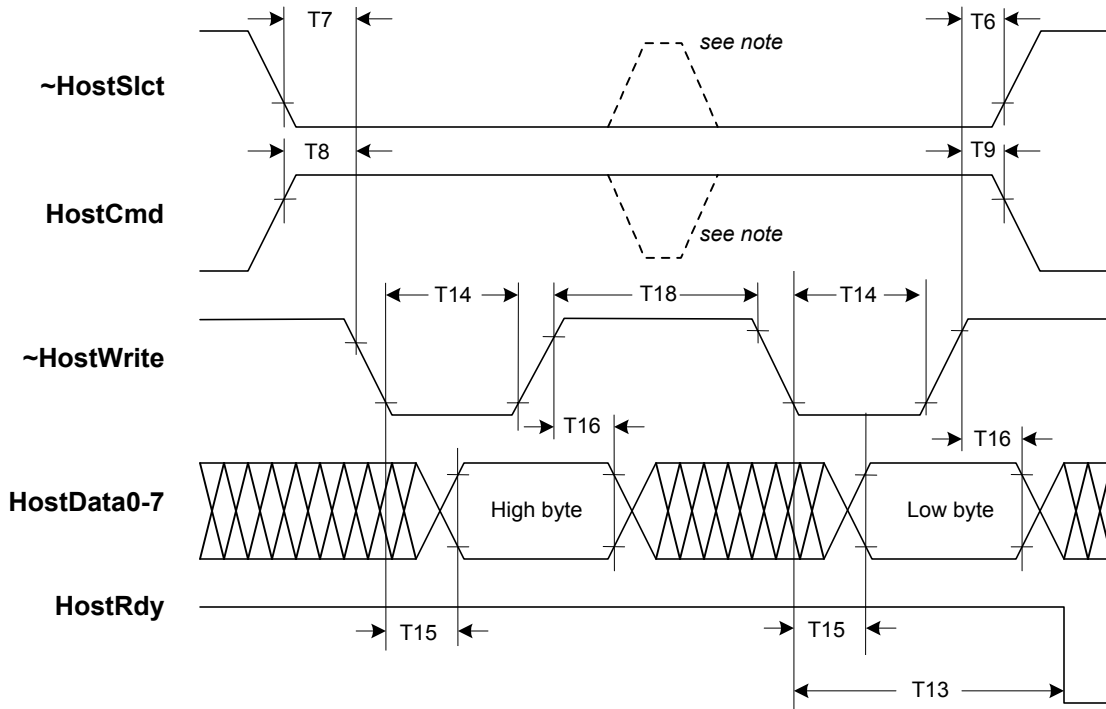 T7
T6
see note
~HostSlct
T8
T9
HostCmd
see note
T14
T18
T14
~HostWrite
T16
T16
HostData0-7
High byte
Low byte
HostRdy
T15
T15
T13